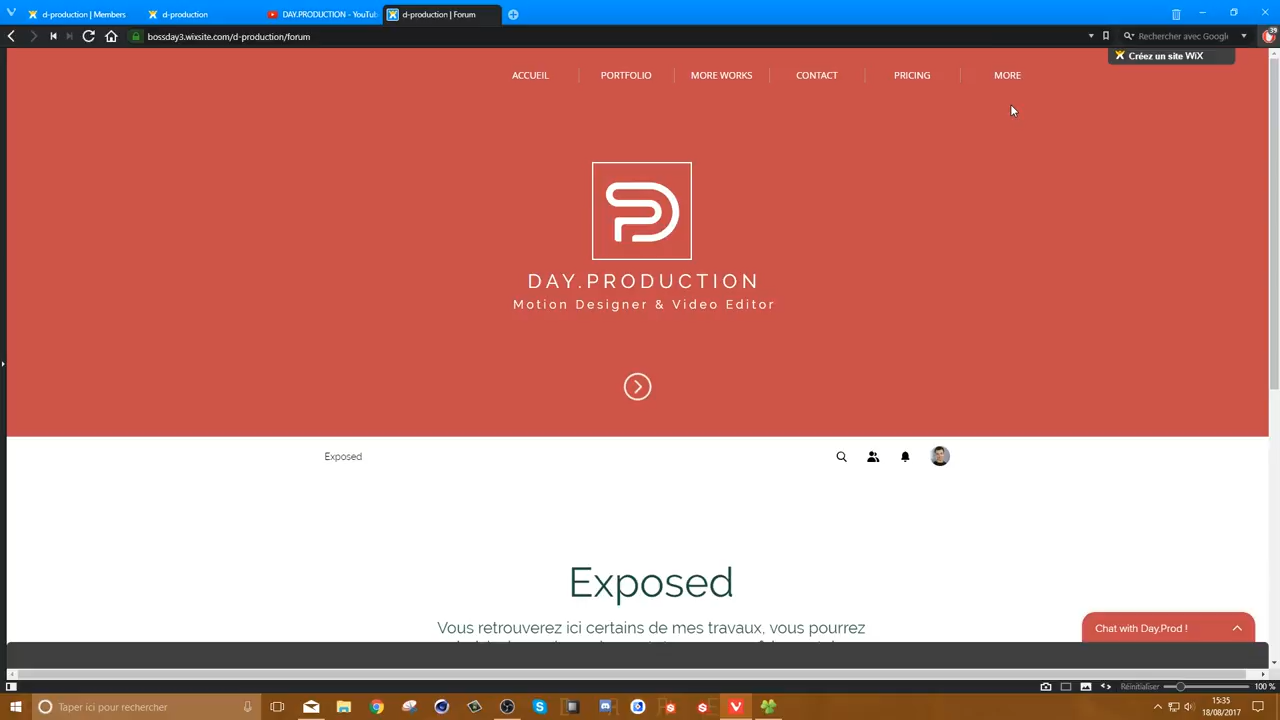 d-production | Members
d-production
DAY.PRODUCTION - YouTu
d-production | Forum
bossday3.wixsite.com/d-production/forum
Rechercher avec Googl
39
Créez un site WiX
ACCUEIL
PORTFOLIO
MORE WORKS
CONTACT
PRICING
MORE
DAY.PRODUCTION
Motion Designer & Video Editor
Exposed
Exposed
Vous retrouverez ici certains de mes travaux, vous pourrez
Chat with Day.Prod !
Réinitialiser
100 %
Taper ici pour rechercher
15:35
18/08/2017